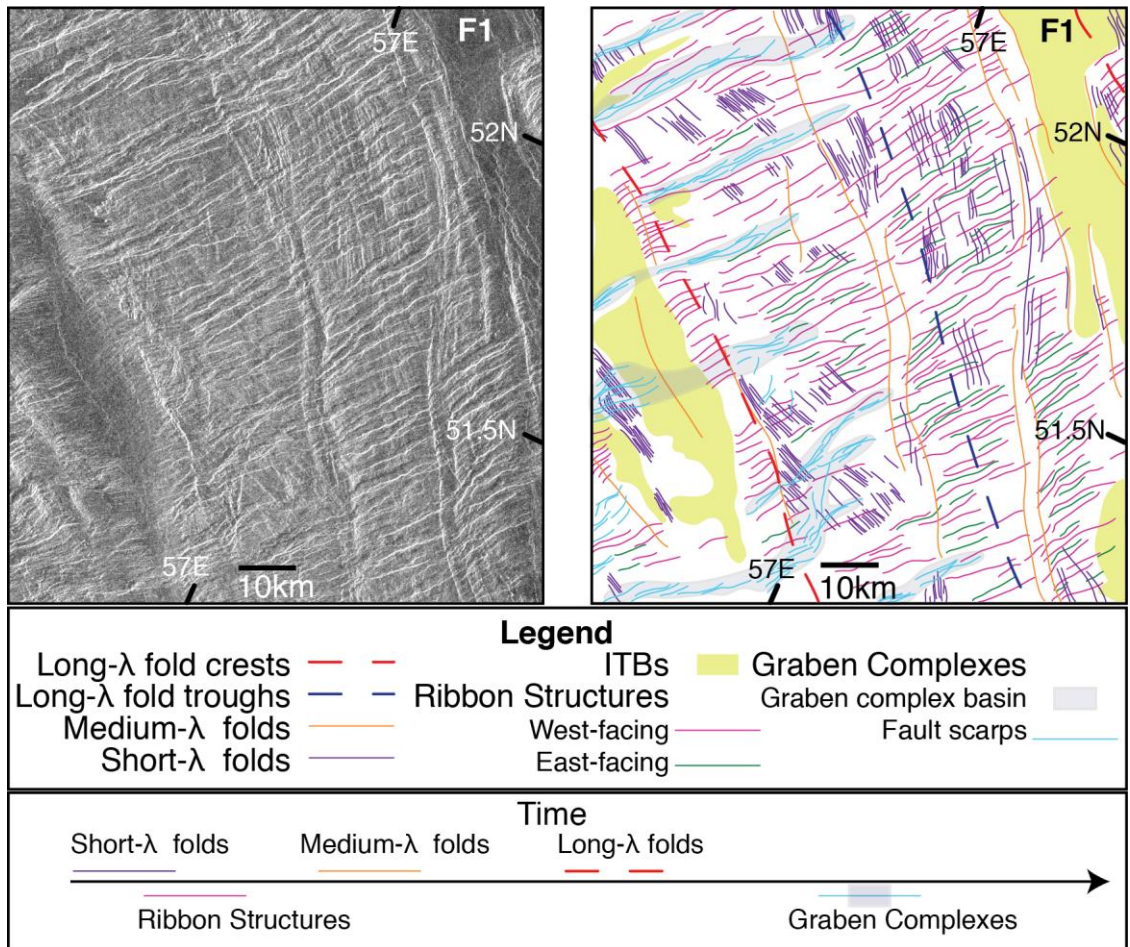 F1
57E
52N
51.5N
57E
10km
F1
57E
52N
51.5N
57E
10km
Legend
Long-λ fold crests
Long-λ fold troughs
Medium-λ folds
Short-λ folds
ITBs
Ribbon Structures
West-facing
East-facing
Graben Complexes
Graben complex basin
Fault scarps
Time
Short-λ folds
Medium-λ folds
Long-λ folds
Ribbon Structures
Graben Complexes